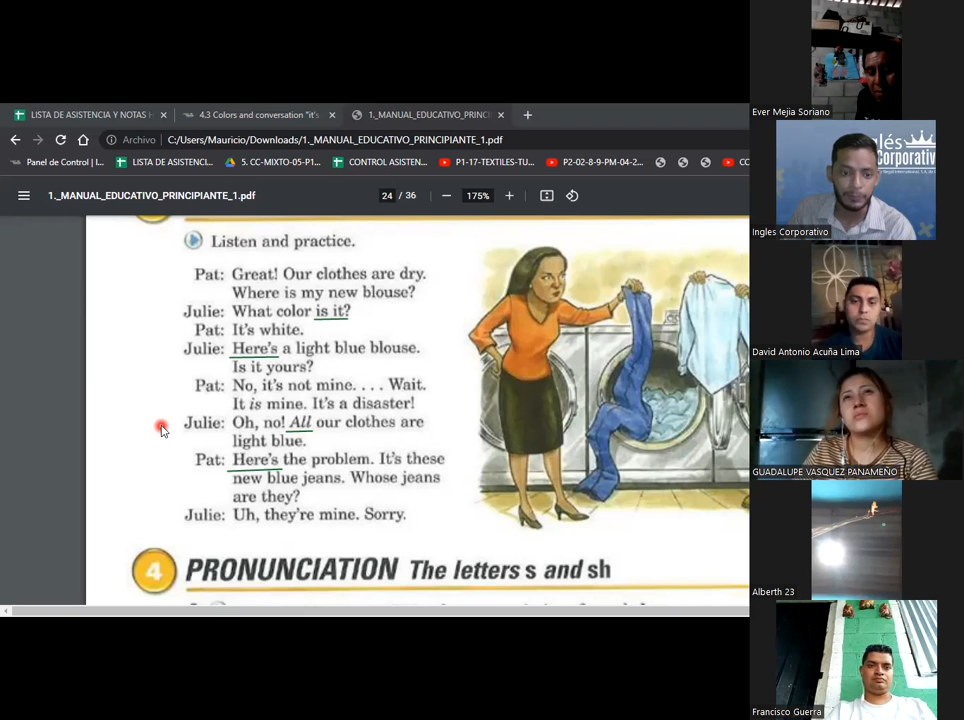 LISTA DE ASISTENCIA Y NOTAS
4.3 Colors and conversation "it's
1._MANUAL_EDUCATIVO_PRINCIPI
Archivo
C:/Users/Mauricio/Downloads/1._MANUAL_EDUCATIVO_PRINCIPIANTE_1.pdf
Panel de Control | I...
LISTA DE ASISTENCI...
5. CC-MIXTO-05-P1...
CONTROL ASISTEN...
P1-17-TEXTILES-TU...
P2-02-8-9-PM-04-2...
1._MANUAL_EDUCATIVO_PRINCIPIANTE_1.pdf
24 / 36
175%
Listen and practice.
Pat: Great! Our clothes are dry.
Where is my new blouse?
Julie: What color is it?
Pat: It's white.
Julie: Here's a light blue blouse.
Is it yours?
Pat: No, it's not mine. . . . Wait.
It is mine. It's a disaster!
Julie: Oh, no! All our clothes are
light blue.
Pat: Here's the problem. It's these
new blue jeans. Whose jeans
are they?
Julie: Uh, they're mine. Sorry.
4 PRONUNCIATION The letters s and sh
Ever Mejia Soriano
Ingles Corporativo
David Antonio Acuña Lima
GUADALUPE VASQUEZ PANAMEÑO
Alberth 23
Francisco Guerra